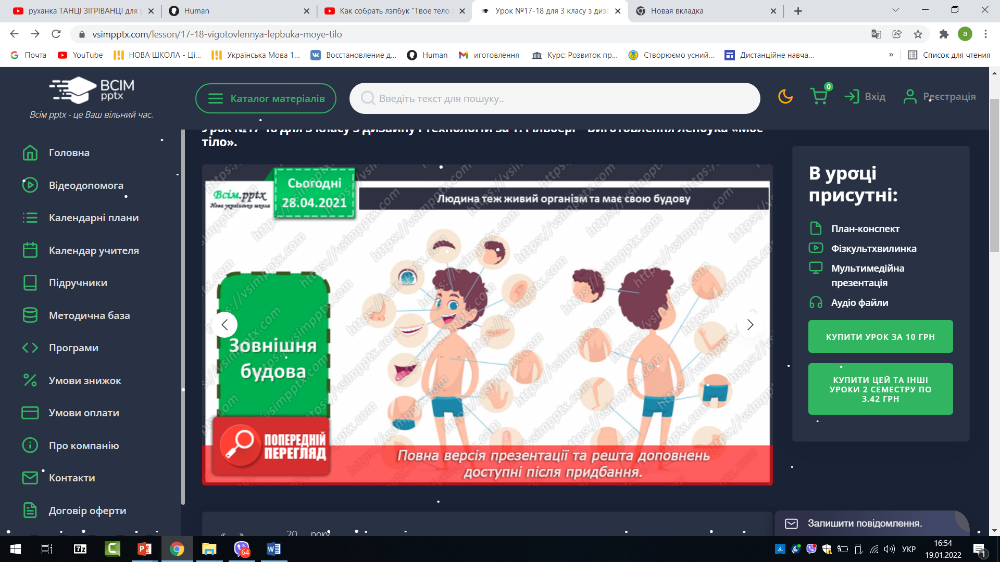 руханка ТАНЦІ ЗІГРІВАНЦІ для у
Human
Как собрать лэпбук "Твое тело з
Урок №17-18 для 3 класу з диза
Новая вкладка
vsimpptx.com/lesson/17-18-vigotovlennya-lepbuka-moye-tilo
a
Почта
YouTube
НОВА ШКОЛА - Ці...
Українська Мова 1...
Восстановление д...
Human
иготовлення
Курс: Розвиток пр...
Створюємо усний...
Дистанційне навча...
»
Список для чтения
ВСІМ
pptx
Всім pptx - це Ваш вільний час.
Каталог матеріалів
Введіть текст для пошуку..
0
Вхід
Реєстрація
Головна
Відеодопомога
Календарні плани
Календар учителя
Підручники
Методична база
Програми
Умови знижок
Умови оплати
Про компанію
Контакти
Договір оферти
Урок №17-18 для 3 класу з дизайну і технологій за І. Гільберг - Виготовлення лепбука «Моє
тіло».
Всім.pptx
Нова українська школа
Сьогодні
28.04.2021
Людина теж живий організм та має свою будову
Зовнішня
будова
https://vsimpptx.com
ПОПЕРЕДНІЙ
ПЕРЕГЛЯД
Повна версія презентації та решта доповнень
доступні після придбання.
« »
20
року
В уроці
присутні:
План-конспект
Фізкультхвилинка
Мультимедійна
презентація
Аудіо файли
КУПИТИ УРОК ЗА 10 ГРН
КУПИТИ ЦЕЙ ТА ІНШІ
УРОКИ 2 СЕМЕСТРУ ПО
3.42 ГРН
Залишити повідомлення.
7z
64
УКР
16:54
19.01.2022
1